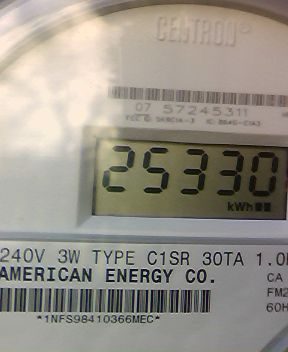 CENTRON
07 57245311
25330
kWh
240V 3W TYPE C1SR 30TA 1.0
AMERICAN ENERGY CO.
CA
FM2
60H
*1NFS98410366MEC*